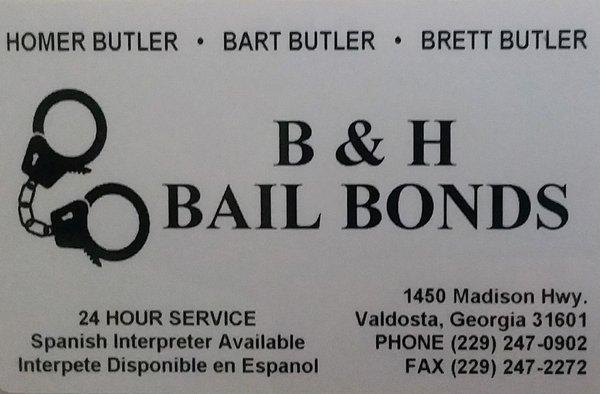 HOMER BUTLER • BART BUTLER • BRETT BUTLER
B & H
BAIL BONDS
24 HOUR SERVICE
Spanish Interpreter Available
Interpete Disponible en Espanol
1450 Madison Hwy.
Valdosta, Georgia 31601
PHONE (229) 247-0902
FAX (229) 247-2272